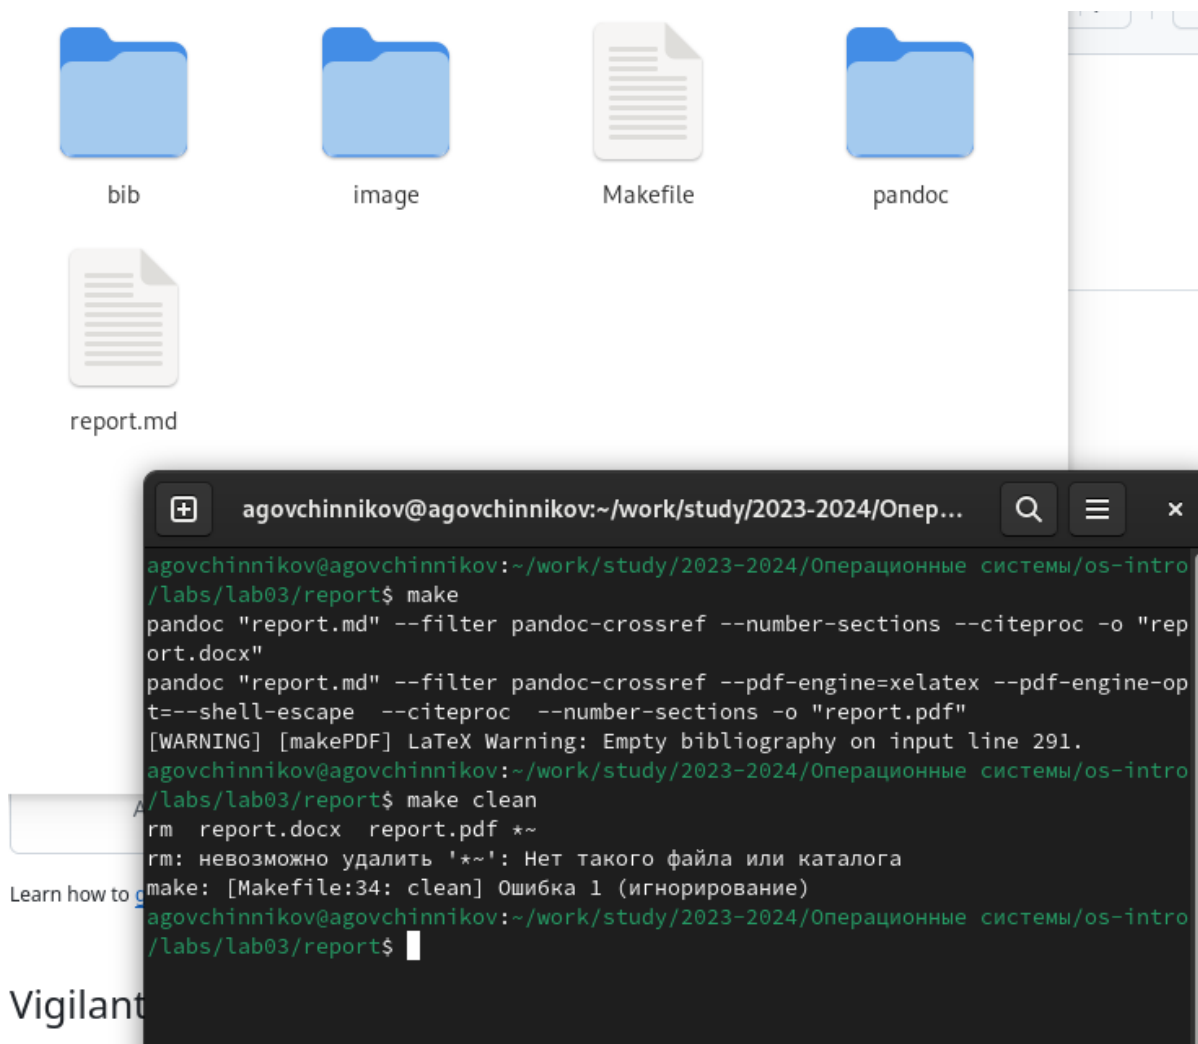 bib
image
Makefile
pandoc
report.md
agovchinnikov@agovchinnikov:~/work/study/2023-2024/Опер...
agovchinnikov@agovchinnikov:~/work/study/2023-2024/Операционные системы/os-intro
/labs/lab03/report$ make
pandoc "report.md" --filter pandoc-crossref --number-sections --citeproc -o "rep
ort.docx"
pandoc "report.md" --filter pandoc-crossref --pdf-engine=xelatex --pdf-engine-op
t=--shell-escape  --citeproc  --number-sections -o "report.pdf"
[WARNING] [makePDF] LaTeX Warning: Empty bibliography on input line 291.
agovchinnikov@agovchinnikov:~/work/study/2023-2024/Операционные системы/os-intro
/labs/lab03/report$ make clean
rm  report.docx  report.pdf *~
rm: невозможно удалить '*~': Нет такого файла или каталога
make: [Makefile:34: clean] Ошибка 1 (игнорирование)
agovchinnikov@agovchinnikov:~/work/study/2023-2024/Операционные системы/os-intro
/labs/lab03/report$
Learn how to
Vigilant